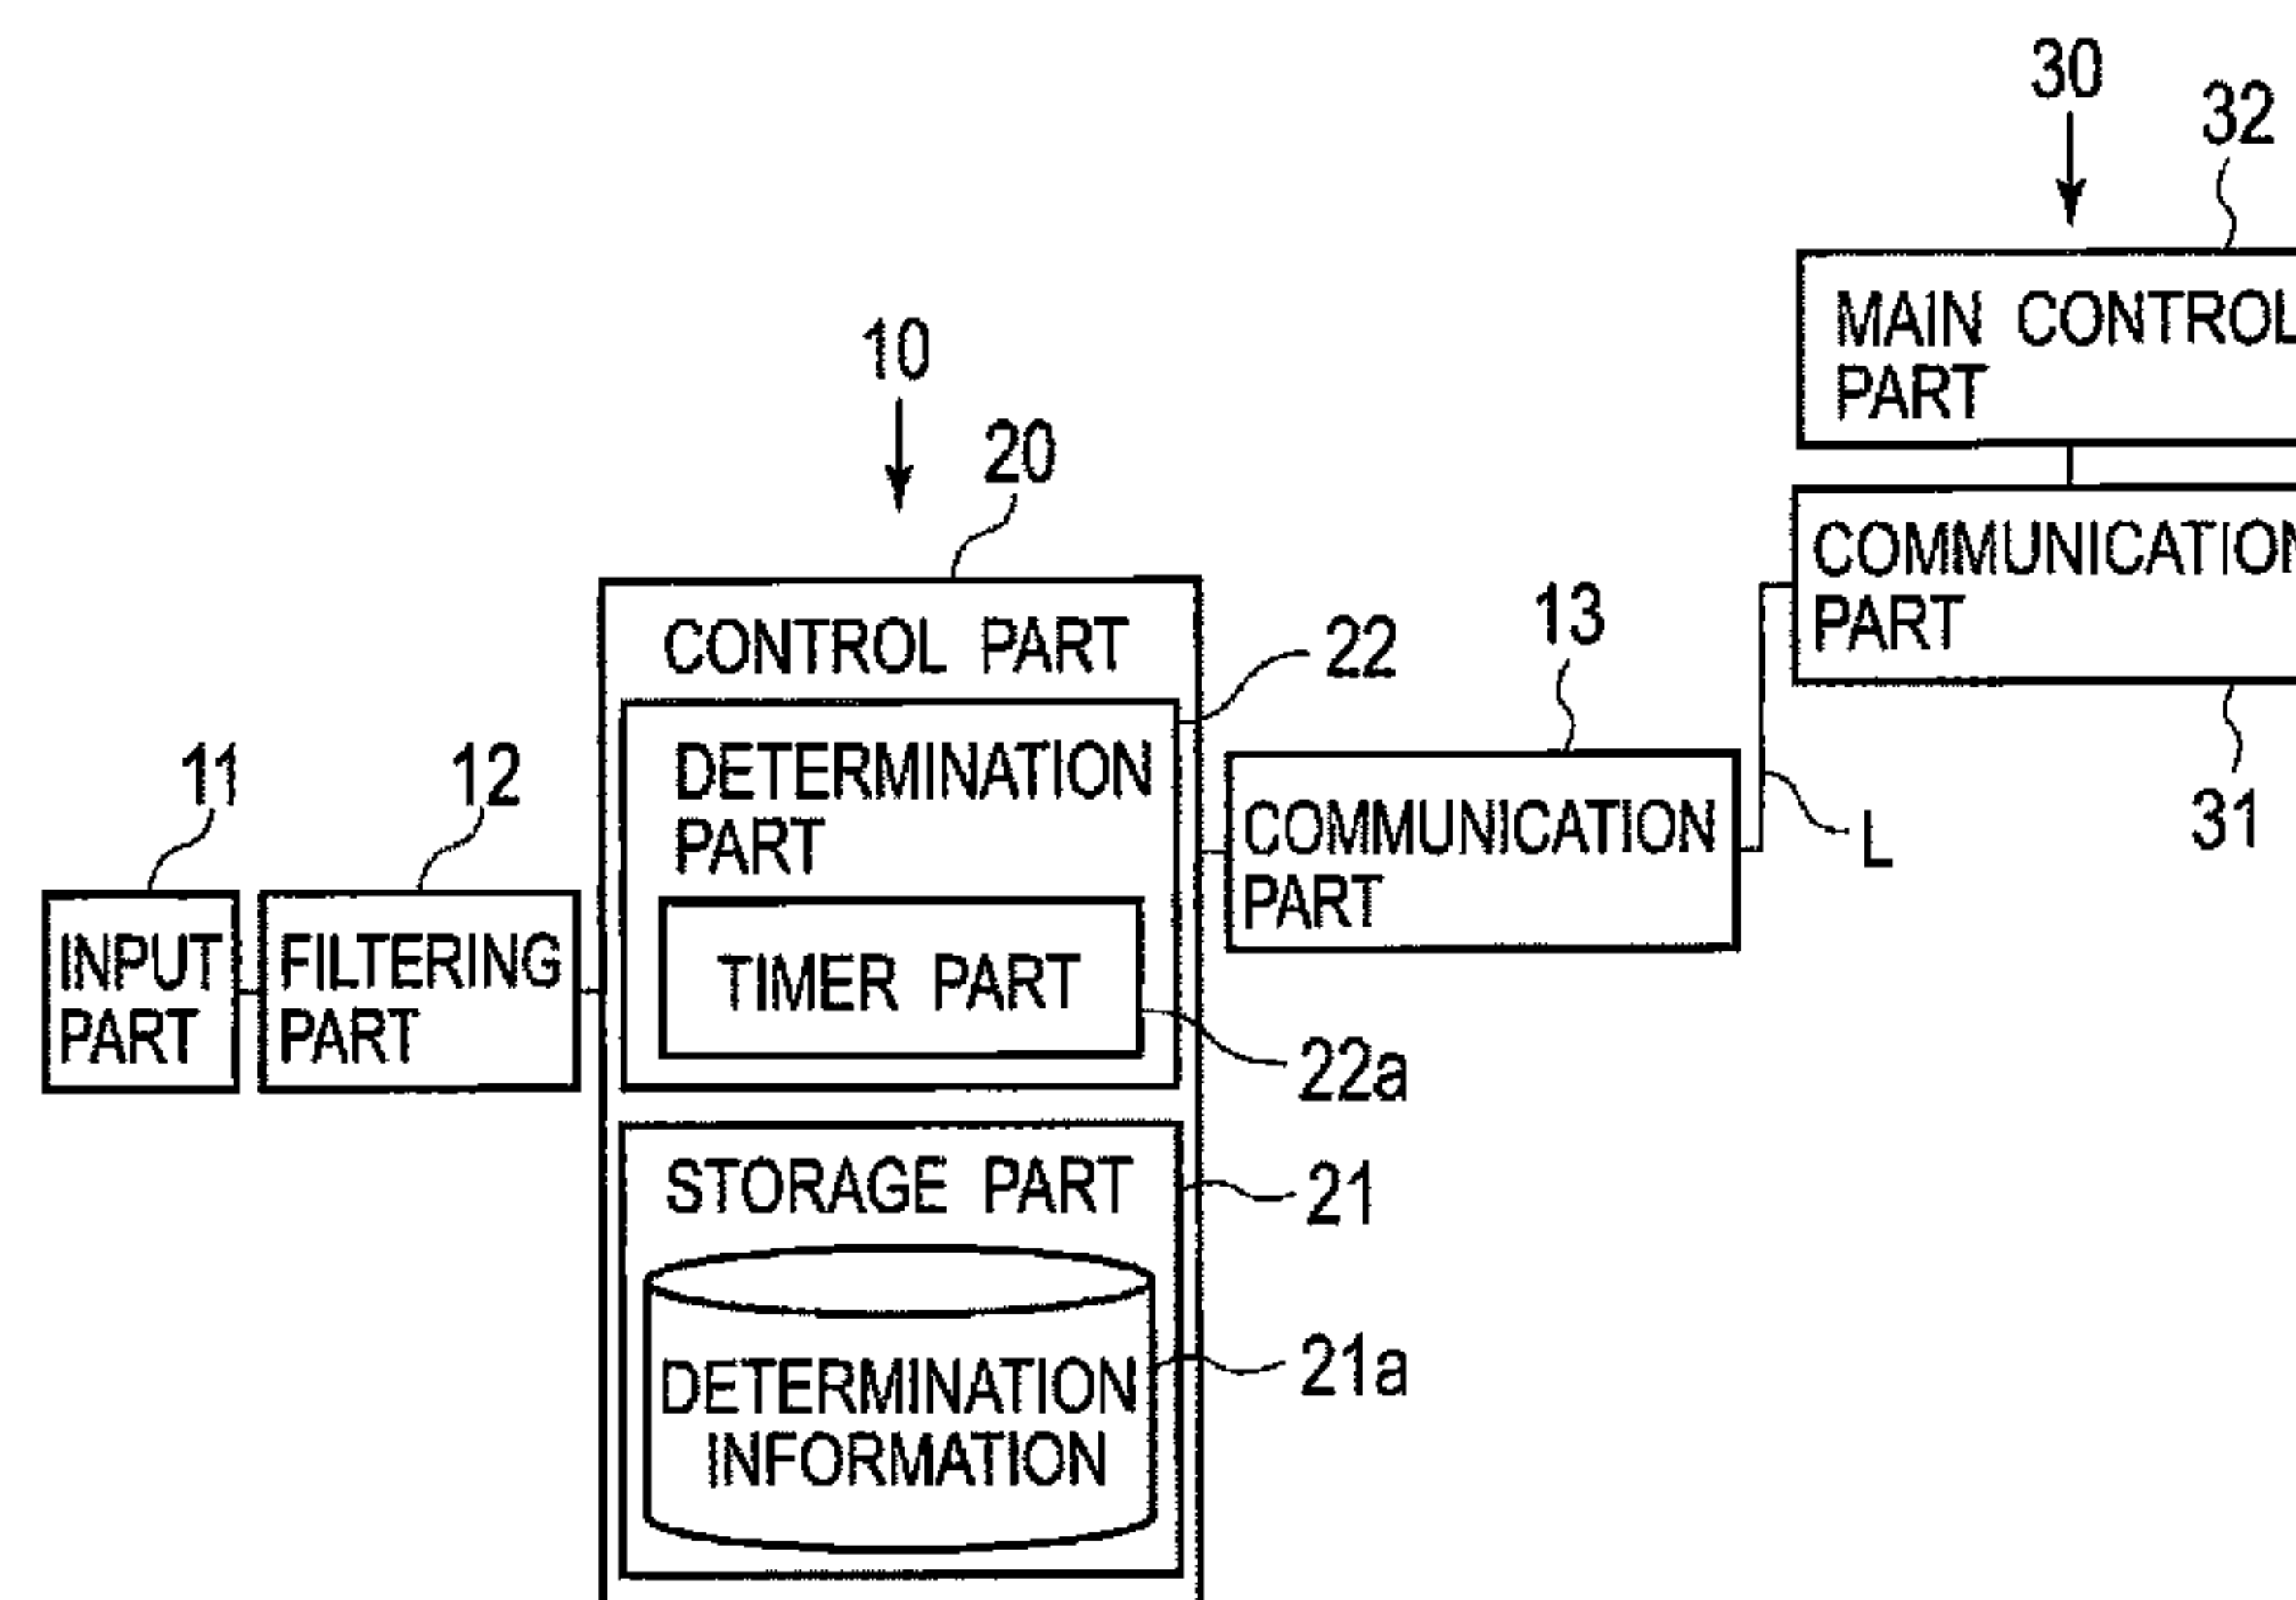 30
32
MAIN CONTROL
PART
10
20
COMMUNICATION
PART
CONTROL PART
22
13
DETERMINATION
PART
11
12
COMMUNICATION
PART
L
31
INPUT
PART
FILTERING
PART
TIMER PART
22a
STORAGE PART
21
21a
DETERMINATION
INFORMATION